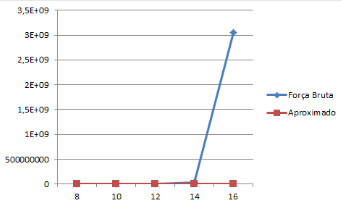 3,5E+09
3E+09
2,5E+09
2E+09
1,5E+09
1E+09
500000000
0
8 10 12 14 16
Força Bruta
Aproximado